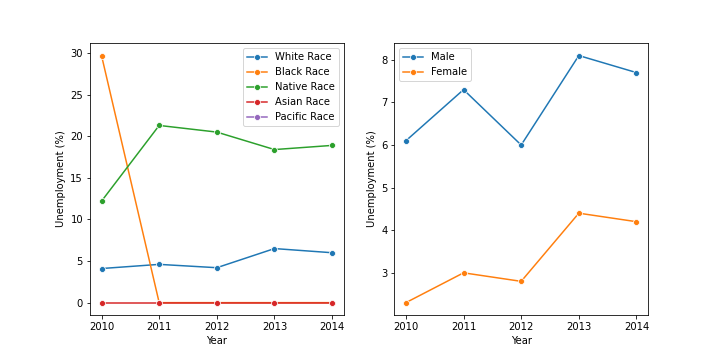 30
25
20
15
10
5
0
Unemployment (%)
2010 2011 2012 2013 2014
Year
White Race
Black Race
Native Race
Asian Race
Pacific Race
8
7
6
5
4
3
Unemployment (%)
2010 2011 2012 2013 2014
Year
Male
Female